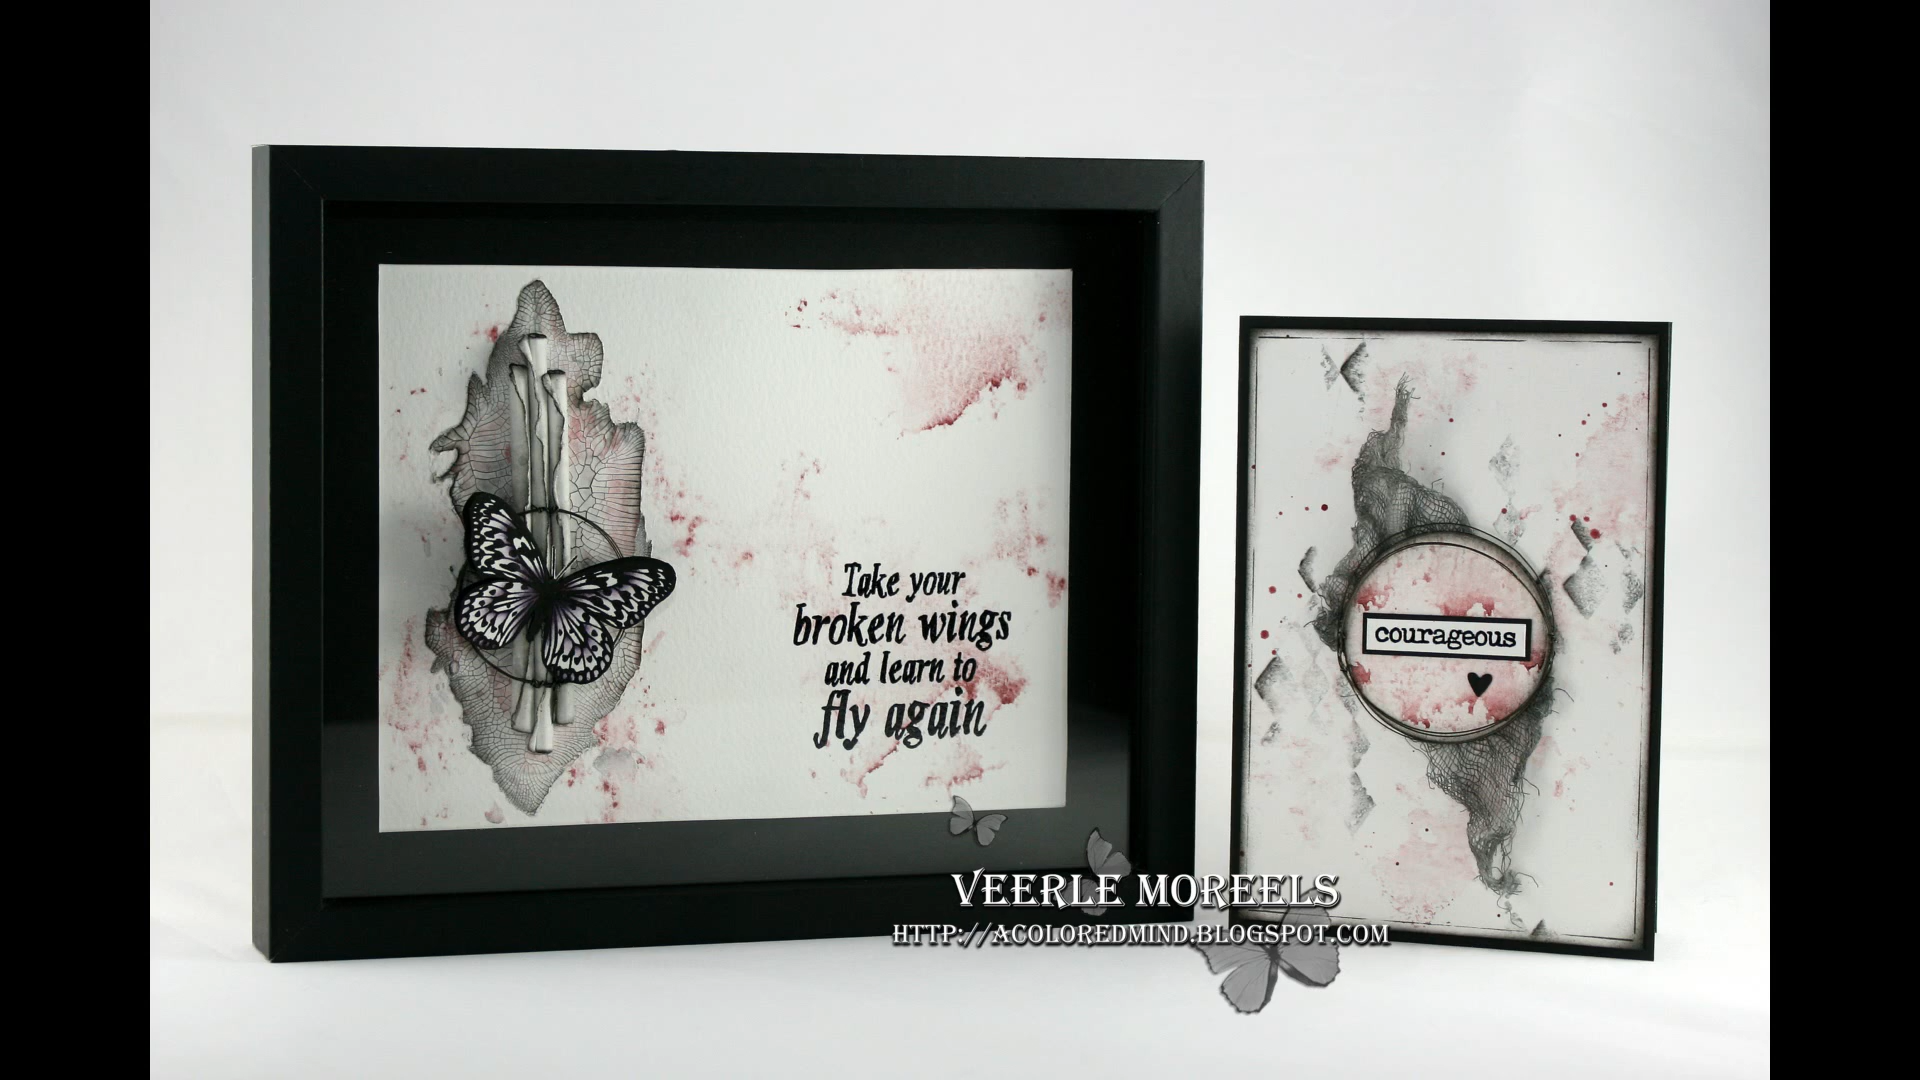 Take your
broken wings
and learn to
fly again
courageous
VEERLE MOREELS
HTTP://ACOLOREDMIND.BLOGSPOT.COM